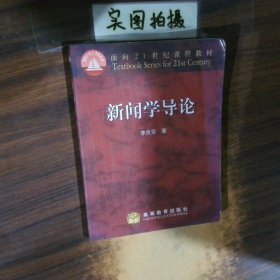 实图拍摄
面向21世纪课程教材
Textbook Series for 21st Century
新闻学导论
李良荣 著
高等教育出版社